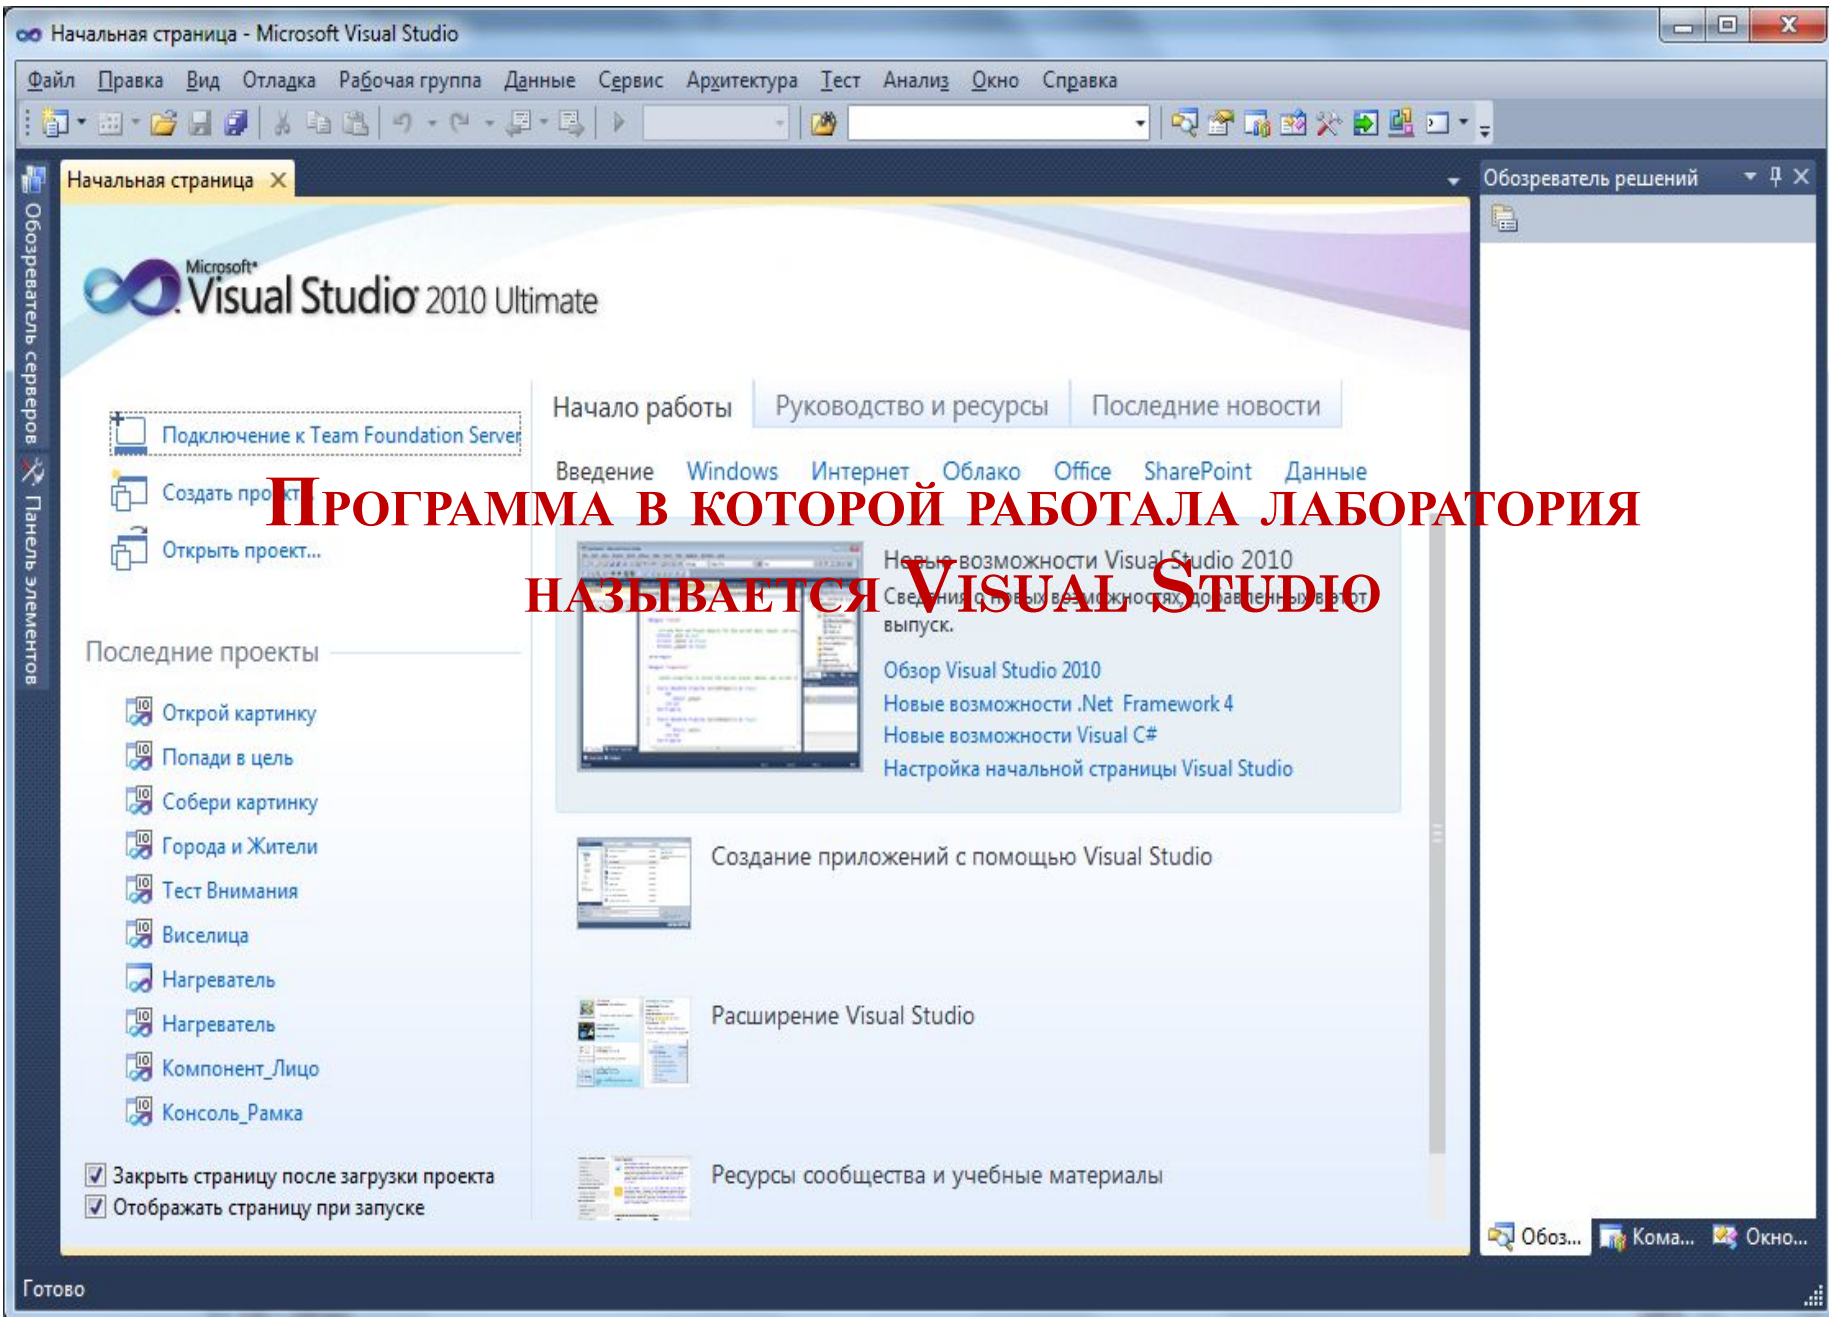 Начальная страница - Microsoft Visual Studio
Файл Правка Вид Отладка Рабочая группа Данные Сервис Архитектура Тест Анализ Окно Справка
Обозреватель серверов
Панель элементов
Начальная страница
Обозреватель решений
Microsoft
Visual Studio 2010 Ultimate
Подключение к Team Foundation Server
Создать проект...
Открыть проект...
Последние проекты
Открой картинку
Попади в цель
Собери картинку
Города и Жители
Тест Внимания
Виселица
Нагреватель
Нагреватель
Компонент_Лицо
Консоль_Рамка
Закрыть страницу после загрузки проекта
Отображать страницу при запуске
Начало работы Руководство и ресурсы Последние новости
Введение Windows Интернет Облако Office SharePoint Данные
Программа в которой работала лаборатория
называется Visual Studio
Новые возможности Visual Studio 2010
Сведения о новых возможностях, добавленных в этот
выпуск.
Обзор Visual Studio 2010
Новые возможности .Net Framework 4
Новые возможности Visual C#
Настройка начальной страницы Visual Studio
Создание приложений с помощью Visual Studio
Расширение Visual Studio
Ресурсы сообщества и учебные материалы
Обоз... Кома... Окно...
Готово